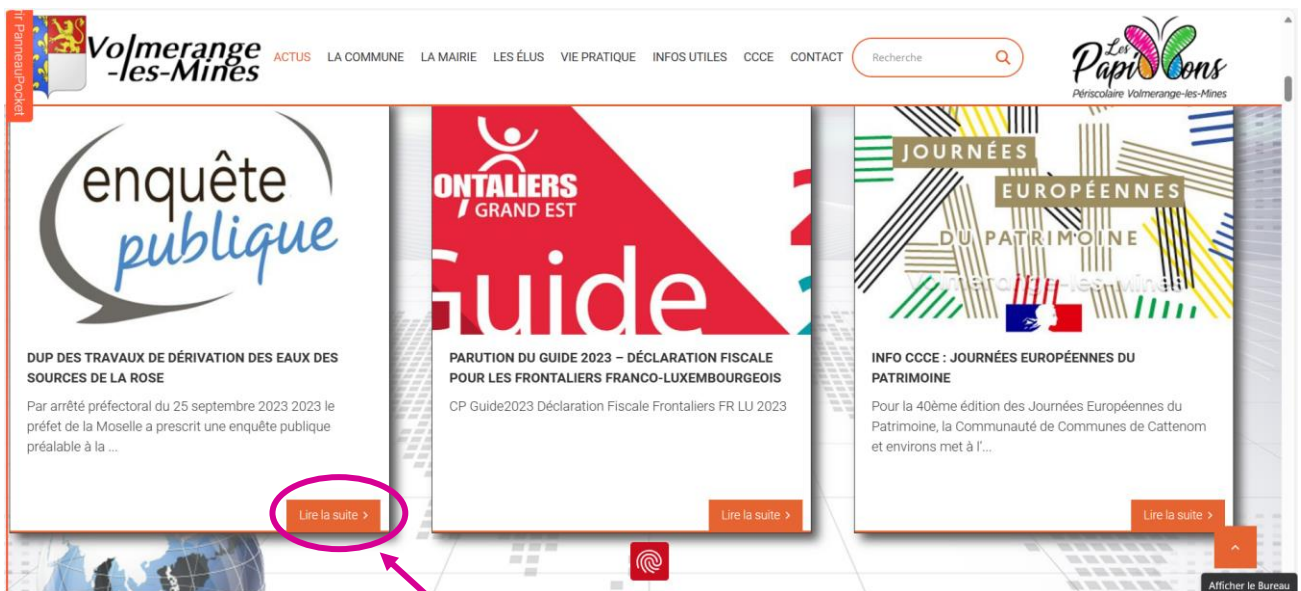 ir PanneauPocket
Volmerange
-les-Mines
ACTUS LA COMMUNE LA MAIRIE LES ÉLUS VIE PRATIQUE INFOS UTILES CCCE CONTACT
Recherche
Les
Papillons
Périscolaire Volmerange-les-Mines
enquête
publique
DUP DES TRAVAUX DE DÉRIVATION DES EAUX DES
SOURCES DE LA ROSE
Par arrêté préfectoral du 25 septembre 2023 2023 le
préfet de la Moselle a prescrit une enquête publique
préalable à la ...
Lire la suite >
ONTALIERS
GRAND EST
Guide
2
PARUTION DU GUIDE 2023 – DÉCLARATION FISCALE
POUR LES FRONTALIERS FRANCO-LUXEMBOURGEOIS
CP Guide2023 Déclaration Fiscale Frontaliers FR LU 2023
Lire la suite >
JOURNÉES
EUROPÉENNES
DU PATRIMOINE
Volmerange-les-Mines
INFO CCCE : JOURNÉES EUROPÉENNES DU
PATRIMOINE
Pour la 40ème édition des Journées Européennes du
Patrimoine, la Communauté de Communes de Cattenom
et environs met à l'...
Lire la suite >
Afficher le Bureau